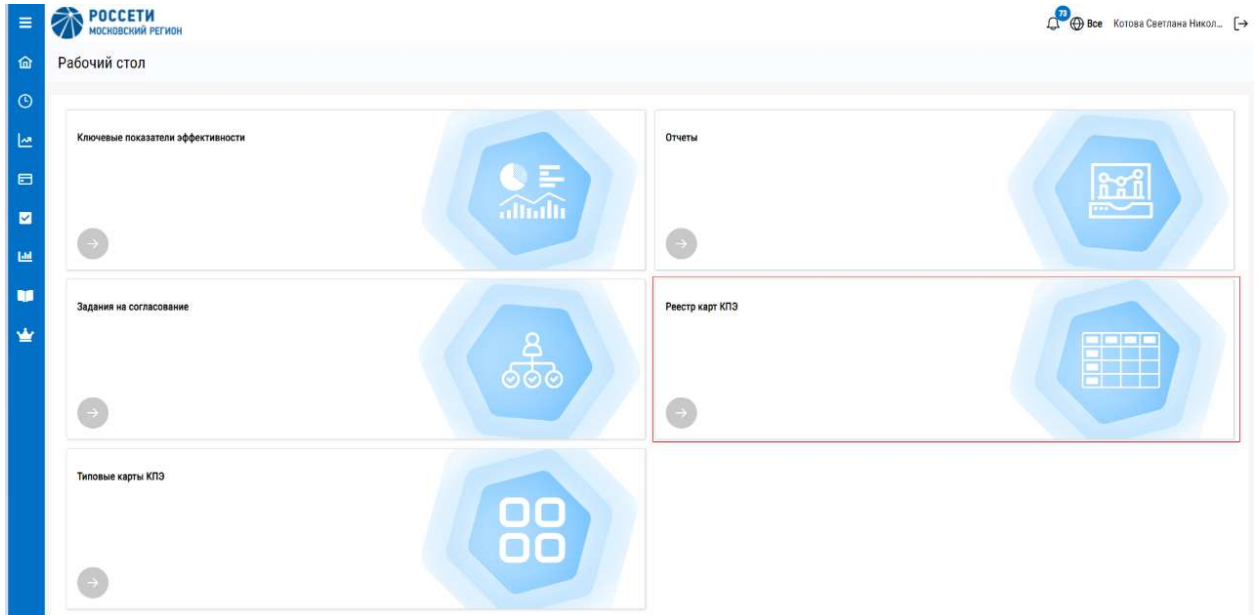 РОССЕТИ
МОСКОВСКИЙ РЕГИОН
73
Все Котова Светлана Никол...
Рабочий стол
Ключевые показатели эффективности
Отчеты
Задания на согласование
Реестр карт КПЭ
Типовые карты КПЭ